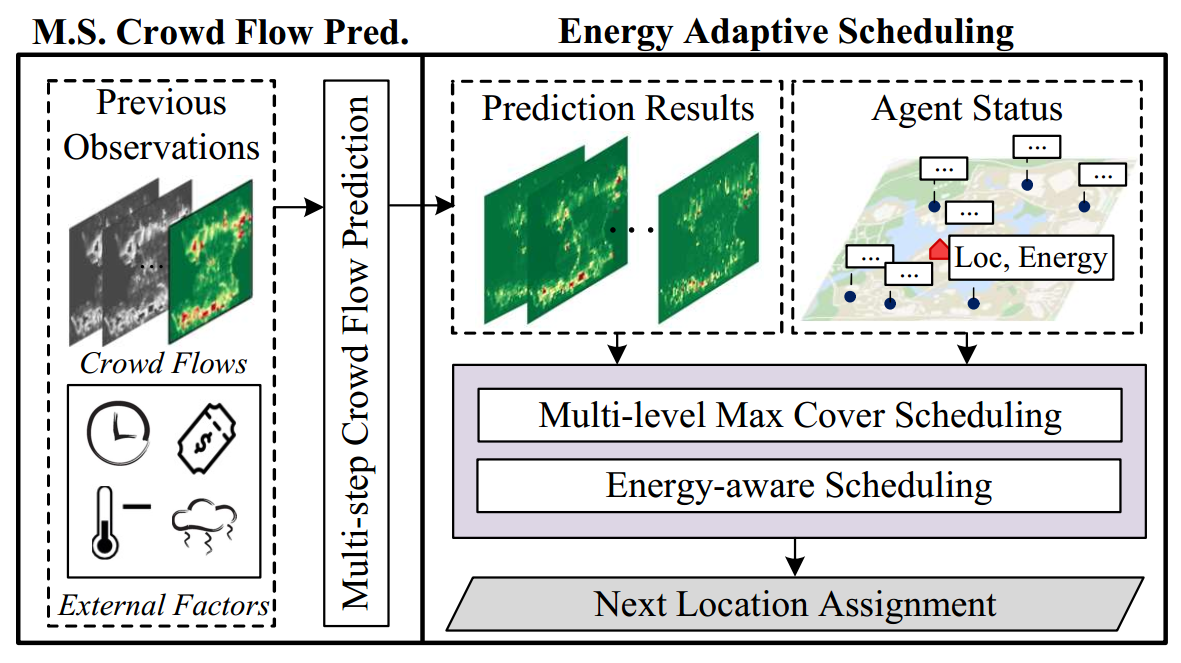 M.S. Crowd Flow Pred.
Energy Adaptive Scheduling
Previous
Observations
...
Crowd Flows
External Factors
Multi-step Crowd Flow Prediction
Prediction Results
...
Agent Status
...
...
...
...
...
...
Loc, Energy
$
Multi-level Max Cover Scheduling
Energy-aware Scheduling
Next Location Assignment